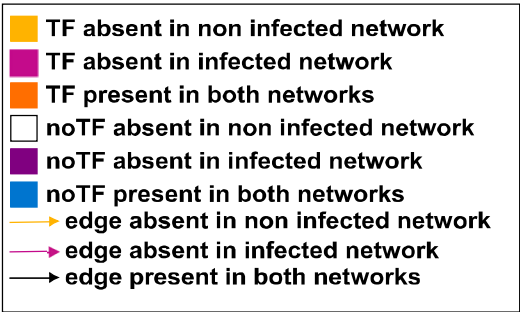 TF absent in non infected network
TF absent in infected network
TF present in both networks
noTF absent in non infected network
noTF absent in infected network
noTF present in both networks
edge absent in non infected network
edge absent in infected network
edge present in both networks